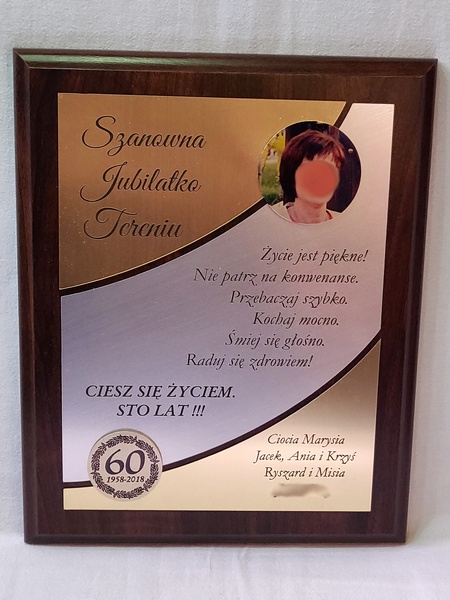 Szanowna
Jubilatko
Tereniu
Życie jest piękne!
Nie patrz na konwenanse.
Przebaczaj szybko.
Kochaj mocno.
Śmiej się głośno.
Raduj się zdrowiem!
CIESZ SIĘ ŻYCIEM.
STO LAT !!!
60
1958-2018
Ciocia Marysia
Jacek, Ania i Krzyś
Ryszard i Misia